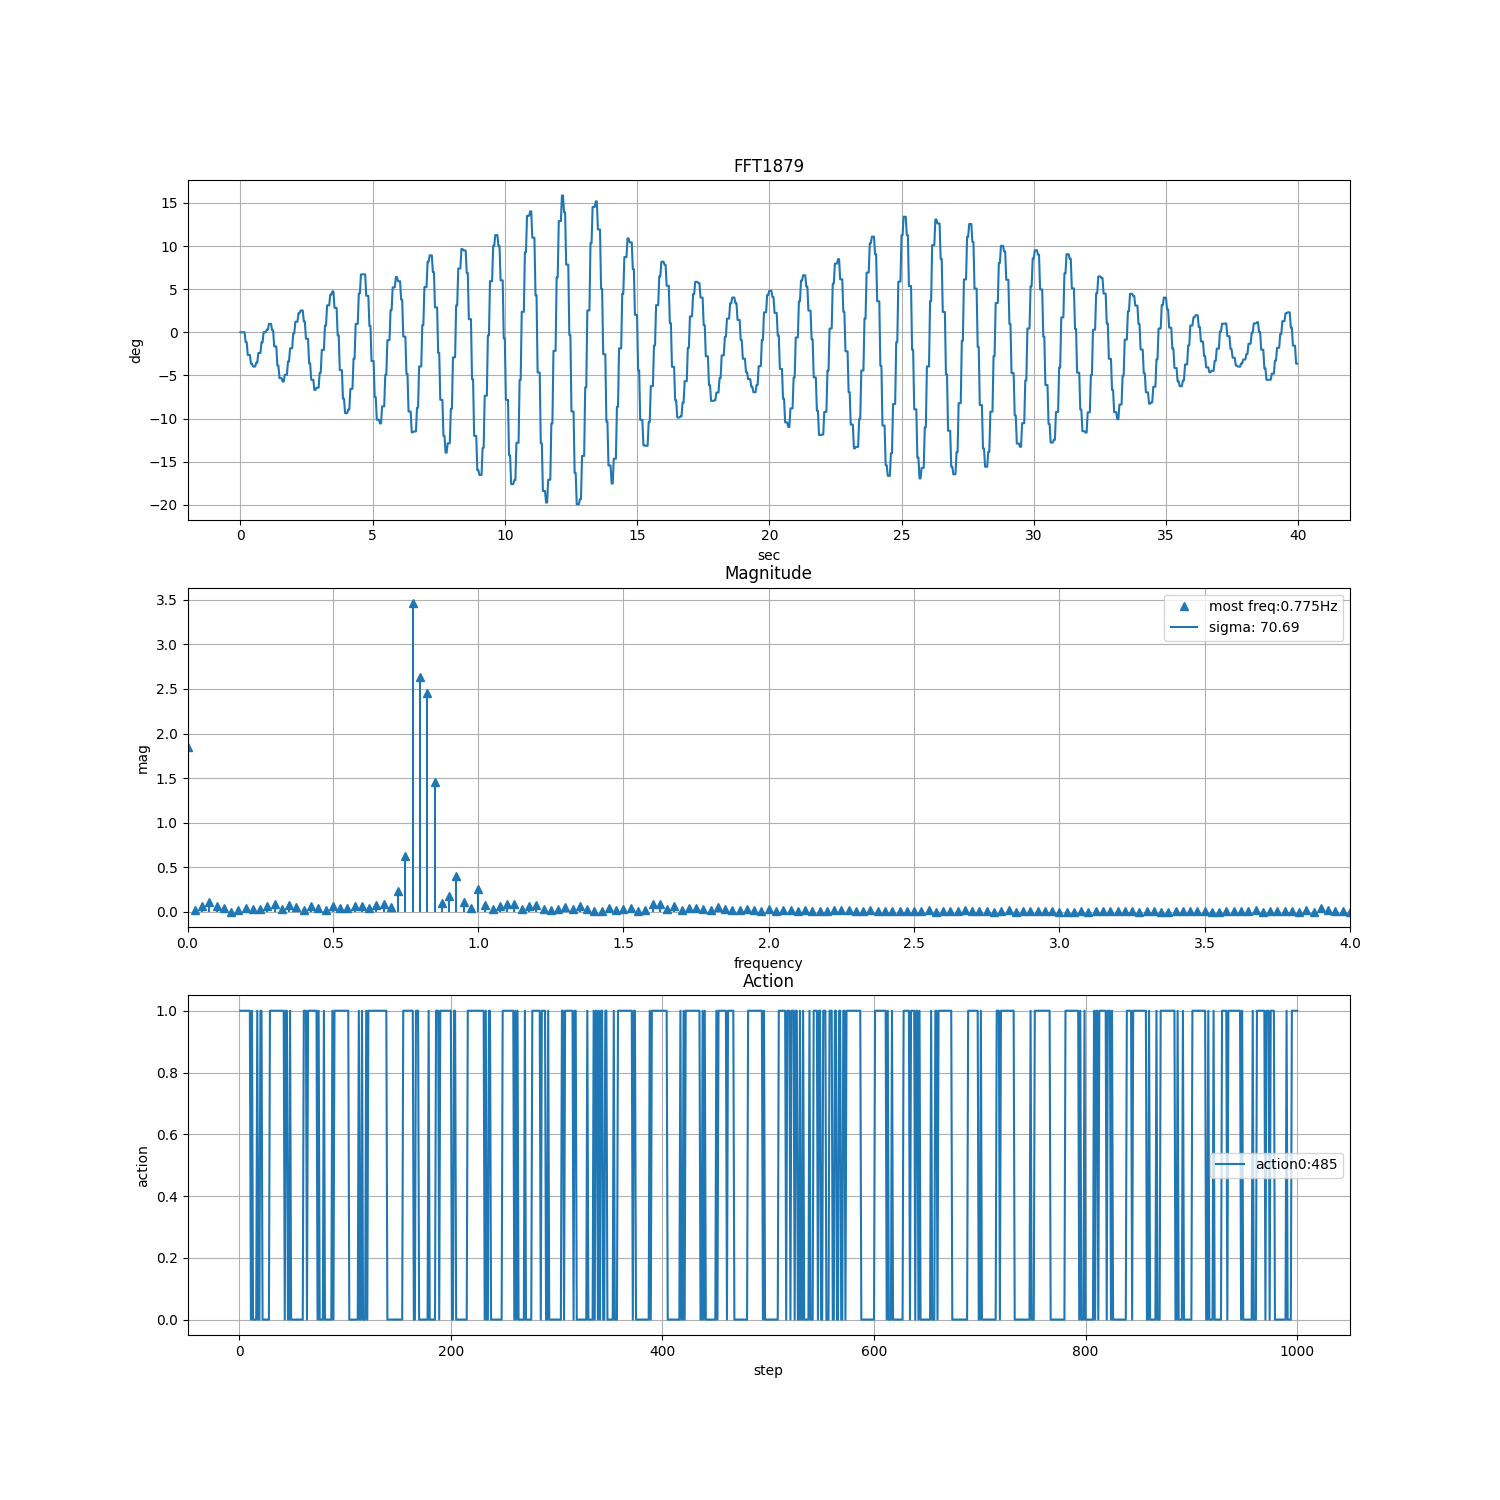 FFT1879
15
10
5
0
−5
−10
−15
−20
deg
0 5 10 15 20 25 30 35 40
sec
Magnitude
most freq:0.775Hz
sigma: 70.69
3.5
3.0
2.5
2.0
1.5
1.0
0.5
0.0
mag
0.0 0.5 1.0 1.5 2.0 2.5 3.0 3.5 4.0
frequency
Action
1.0
0.8
0.6
0.4
0.2
0.0
action
action0:485
0 200 400 600 800 1000
step